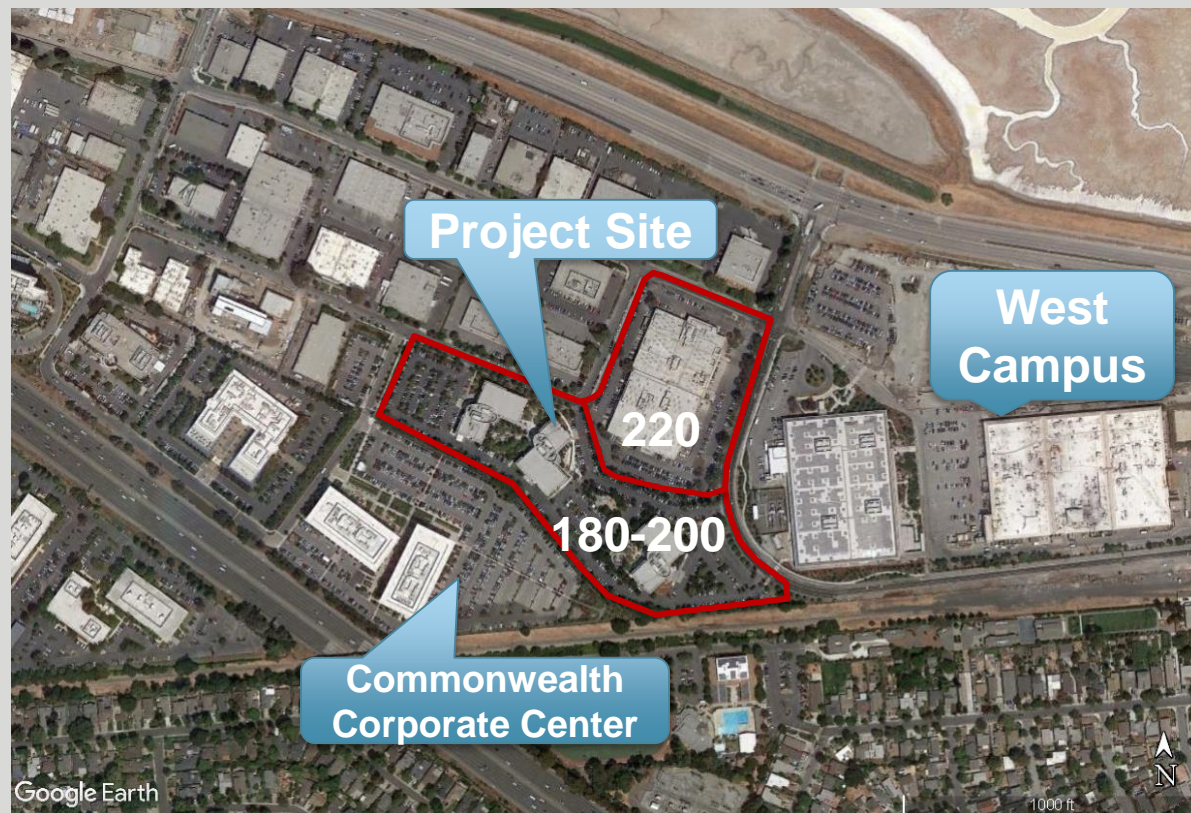 Project Site
West
Campus
220
180-200
Commonwealth
Corporate Center
N
Google Earth
1000 ft